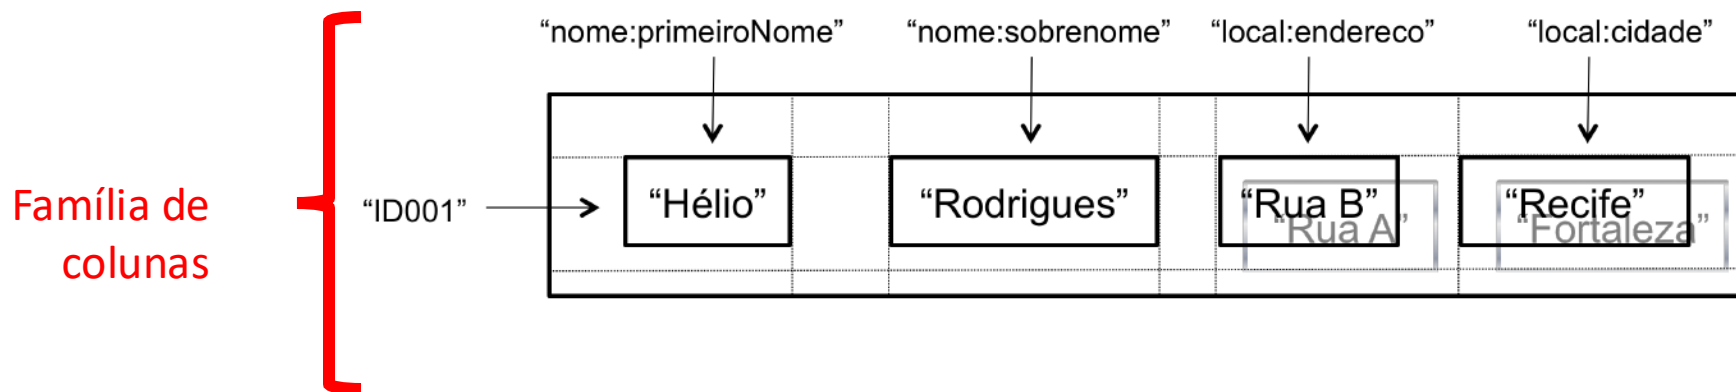 “nome:primeiroNome” “nome:sobrenome” “local:endereco” “local:cidade”
Família de
colunas
“ID001” “Hélio” “Rodrigues” “Rua B” “Recife”
“Rua A” “Fortaleza”